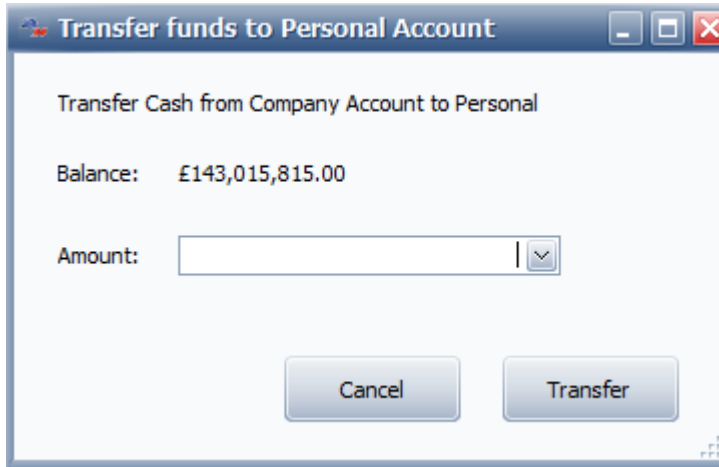 Transfer funds to Personal Account
Transfer Cash from Company Account to Personal
Balance: £143,015,815.00
Amount:
Cancel Transfer